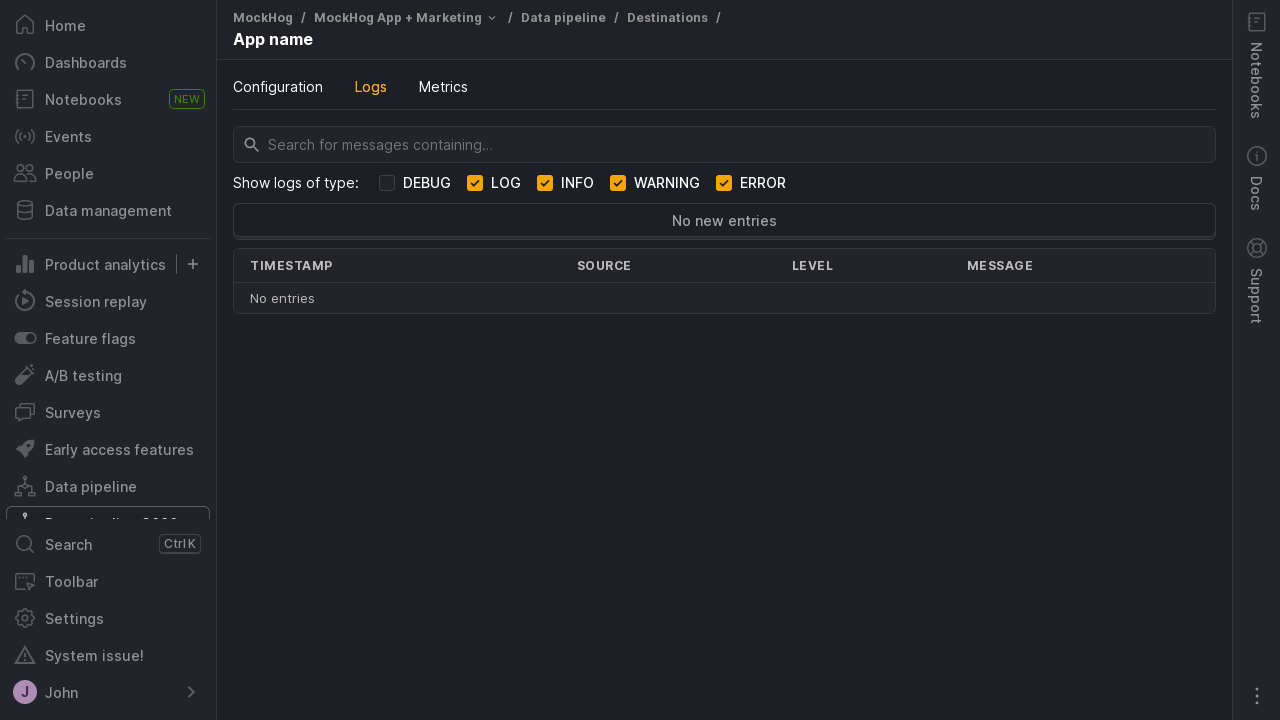 Home
Dashboards
Notebooks NEW
Events
People
Data management
Product analytics
Session replay
Feature flags
A/B testing
Surveys
Early access features
Data pipeline
Search Ctrl K
Toolbar
Settings
System issue!
J John
MockHog / MockHog App + Marketing / Data pipeline / Destinations /
App name
Configuration Logs Metrics
Search for messages containing...
Show logs of type: DEBUG LOG INFO WARNING ERROR
No new entries
TIMESTAMP SOURCE LEVEL MESSAGE
No entries
Notebooks
Docs
Support